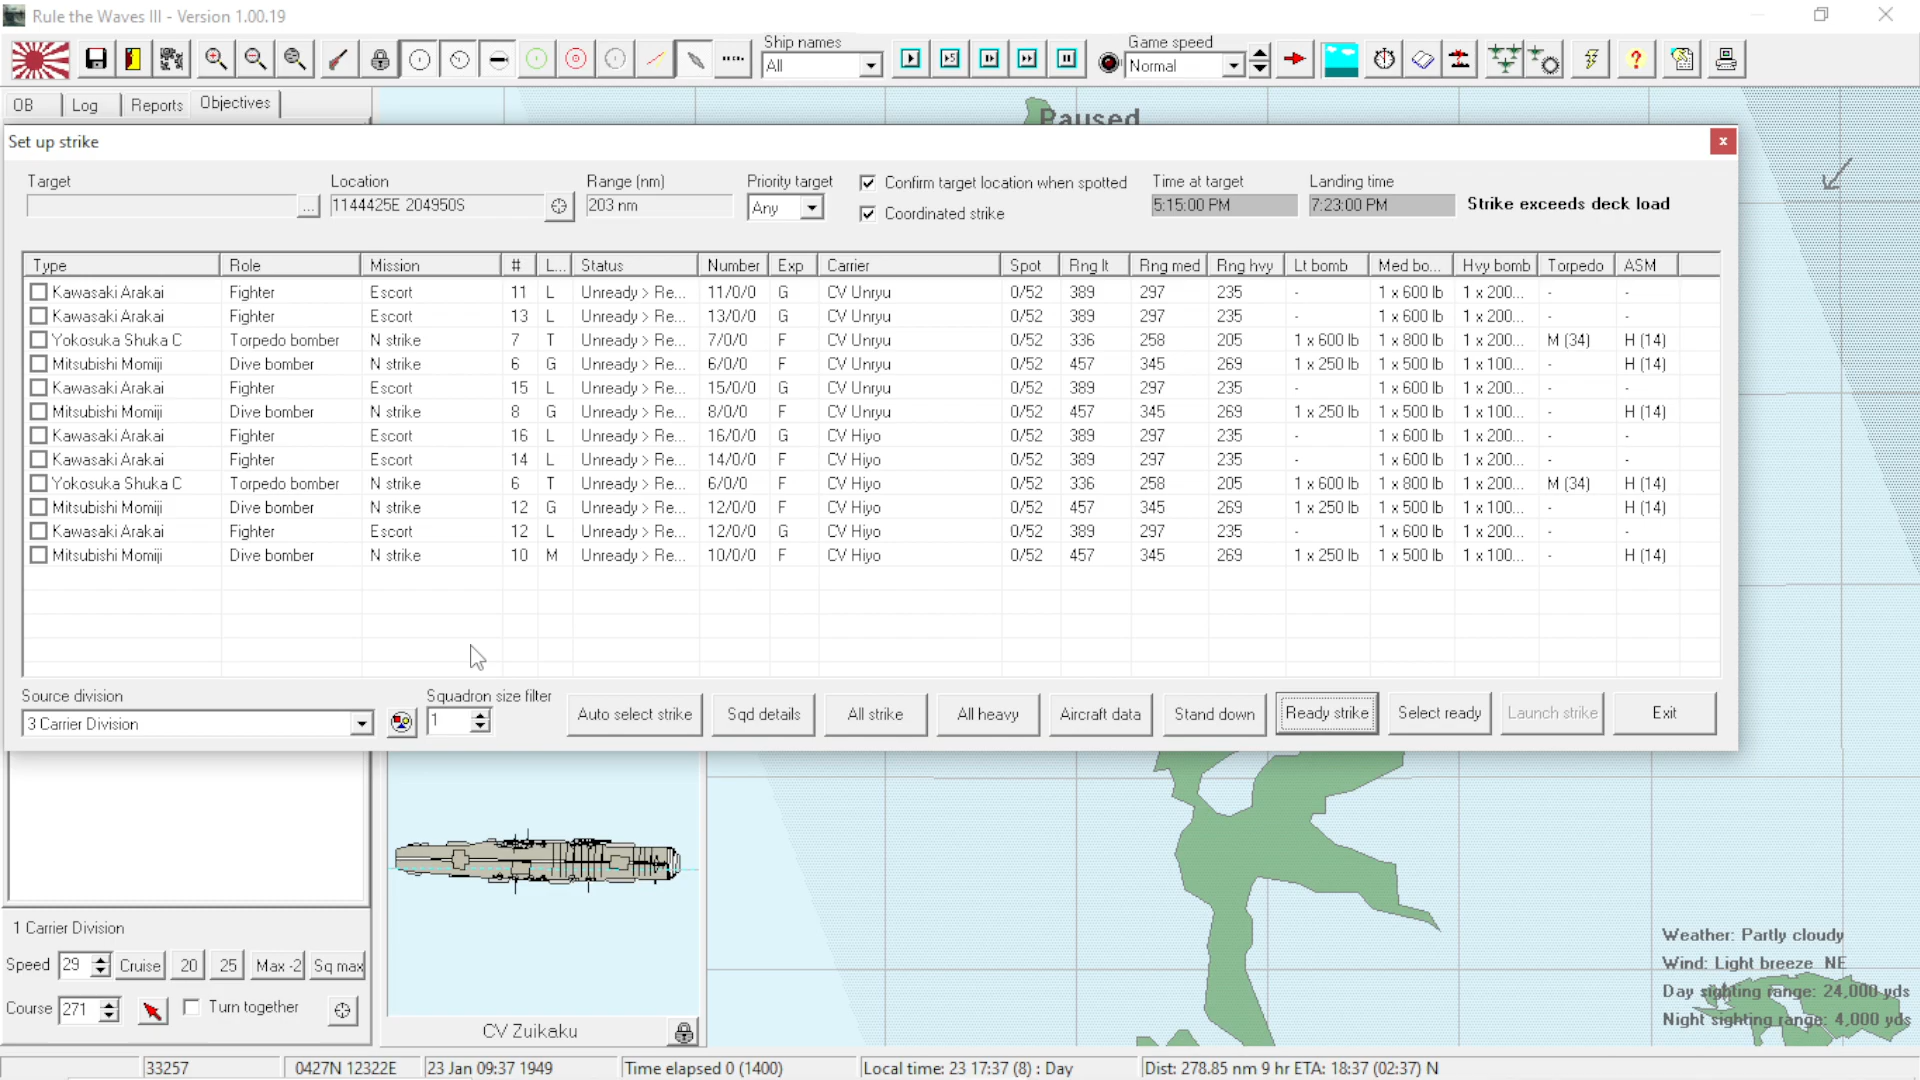 Rule the Waves III - Version 1.00.19
Ship names
All
Game speed
Normal
OB
Log
Reports
Objectives
Paused
Set up strike
Target
Location
Range (nm)
Priority target
Confirm target location when spotted
Time at target
Landing time
...
1144425E 204950S
203 nm
Any
Coordinated strike
5:15:00 PM
7:23:00 PM
Strike exceeds deck load
Type Role Mission # L... Status Number Exp Carrier Spot Rng lt Rng med Rng hvy Lt bomb Med bo... Hvy bomb Torpedo ASM
Kawasaki Arakai Fighter Escort 11 L Unready > Re... 11/0/0 G CV Unryu 0/52 389 297 235 - 1 x 600 lb 1 x 200... - -
Kawasaki Arakai Fighter Escort 13 L Unready > Re... 13/0/0 G CV Unryu 0/52 389 297 235 - 1 x 600 lb 1 x 200... - -
Yokosuka Shuka C Torpedo bomber N strike 7 T Unready > Re... 7/0/0 F CV Unryu 0/52 336 258 205 1 x 600 lb 1 x 800 lb 1 x 200... M (34) H (14)
Mitsubishi Momiji Dive bomber N strike 6 G Unready > Re... 6/0/0 F CV Unryu 0/52 457 345 269 1 x 250 lb 1 x 500 lb 1 x 100... - H (14)
Kawasaki Arakai Fighter Escort 15 L Unready > Re... 15/0/0 G CV Unryu 0/52 389 297 235 - 1 x 600 lb 1 x 200... - -
Mitsubishi Momiji Dive bomber N strike 8 G Unready > Re... 8/0/0 F CV Unryu 0/52 457 345 269 1 x 250 lb 1 x 500 lb 1 x 100... - H (14)
Kawasaki Arakai Fighter Escort 16 L Unready > Re... 16/0/0 G CV Hiyo 0/52 389 297 235 - 1 x 600 lb 1 x 200... - -
Kawasaki Arakai Fighter Escort 14 L Unready > Re... 14/0/0 G CV Hiyo 0/52 389 297 235 - 1 x 600 lb 1 x 200... - -
Yokosuka Shuka C Torpedo bomber N strike 6 T Unready > Re... 6/0/0 F CV Hiyo 0/52 336 258 205 1 x 600 lb 1 x 800 lb 1 x 200... M (34) H (14)
Mitsubishi Momiji Dive bomber N strike 12 G Unready > Re... 12/0/0 F CV Hiyo 0/52 457 345 269 1 x 250 lb 1 x 500 lb 1 x 100... - H (14)
Kawasaki Arakai Fighter Escort 12 L Unready > Re... 12/0/0 G CV Hiyo 0/52 389 297 235 - 1 x 600 lb 1 x 200... - -
Mitsubishi Momiji Dive bomber N strike 10 M Unready > Re... 10/0/0 F CV Hiyo 0/52 457 345 269 1 x 250 lb 1 x 500 lb 1 x 100... - H (14)
Source division
Squadron size filter
3 Carrier Division
1
Auto select strike
Sqd details
All strike
All heavy
Aircraft data
Stand down
Ready strike
Select ready
Launch strike
Exit
1 Carrier Division
Speed 29 Cruise 20 25 Max -2 Sq max
Course 271 Turn together
CV Zuikaku
Weather: Partly cloudy
Wind: Light breeze NE
Day sighting range: 24,000 yds
Night sighting range: 4,000 yds
33257
0427N 12322E
23 Jan 09:37 1949
Time elapsed 0 (1400)
Local time: 23 17:37 (8) : Day
Dist: 278.85 nm 9 hr ETA: 18:37 (02:37) N